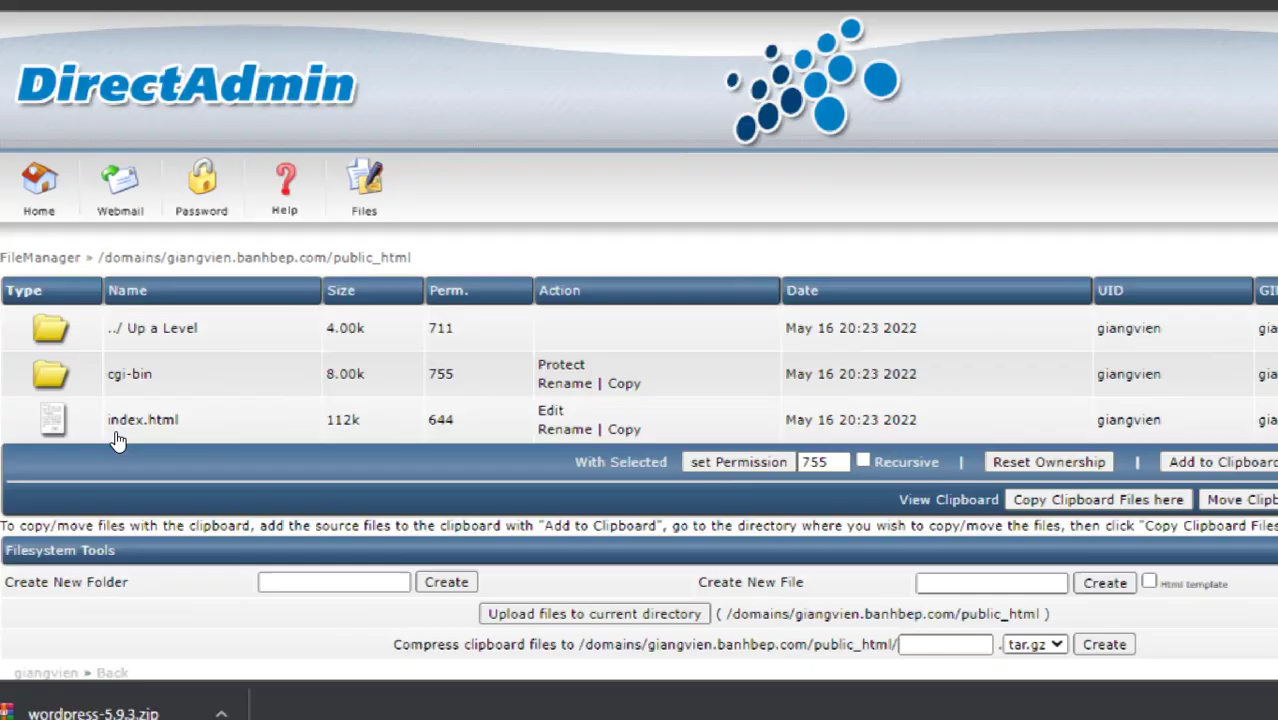 DirectAdmin
Home Webmail Password Help Files
FileManager » /domains/giangvien.banhbep.com/public_html
Type Name Size Perm. Action Date UID
../ Up a Level 4.00k 711 May 16 20:23 2022 giangvien
cgi-bin 8.00k 755 Protect May 16 20:23 2022 giangvien
Rename | Copy
index.html 112k 644 Edit May 16 20:23 2022 giangvien
Rename | Copy
With Selected set Permission 755 Recursive | Reset Ownership | Add to Clipboard
View Clipboard Copy Clipboard Files here Move
To copy/move files with the clipboard, add the source files to the clipboard with "Add to Clipboard", go to the directory where you wish to copy/move the files, then click "Copy Clipboard Files
Filesystem Tools
Create New Folder Create Create New File Create Html template
Upload files to current directory ( /domains/giangvien.banhbep.com/public_html )
Compress clipboard files to /domains/giangvien.banhbep.com/public_html/ . tar.gz Create
giangvien » Back
wordpress-5.9.3.zip